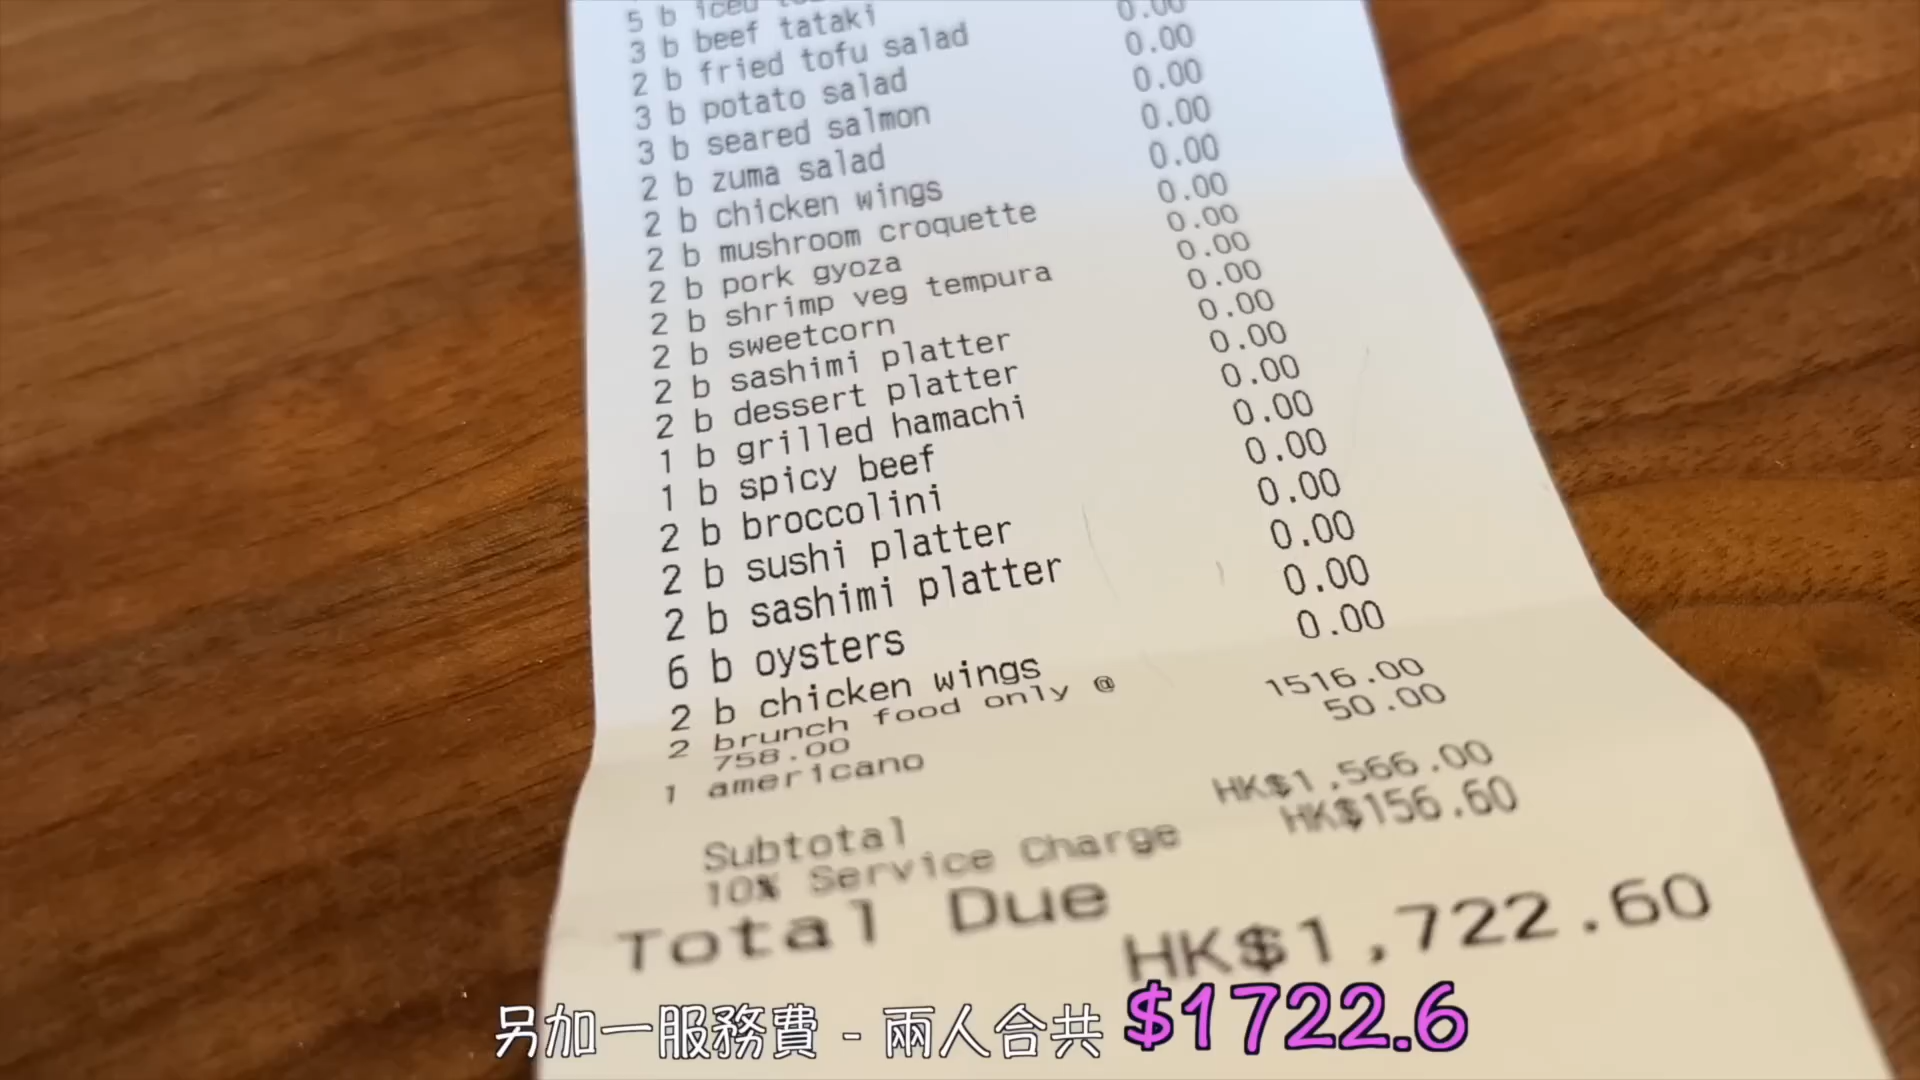 5 b iced
3 b beef tataki 0.00
2 b fried tofu salad 0.00
3 b potato salad 0.00
3 b seared salmon 0.00
2 b zuma salad 0.00
2 b chicken wings 0.00
2 b mushroom croquette 0.00
2 b pork gyoza 0.00
2 b shrimp veg tempura 0.00
2 b sweetcorn 0.00
2 b sashimi platter 0.00
2 b dessert platter 0.00
1 b grilled hamachi 0.00
1 b spicy beef 0.00
2 b broccolini 0.00
2 b sushi platter 0.00
2 b sashimi platter 0.00
6 b oysters 0.00
2 b chicken wings 0.00
2 brunch food only @ 1516.00
758.00
1 americano 50.00
Subtotal HK$1,566.00
10% Service Charge HK$156.60
Total Due
HK$1,722.60
另加一服務費 - 兩人合共 $1722.6